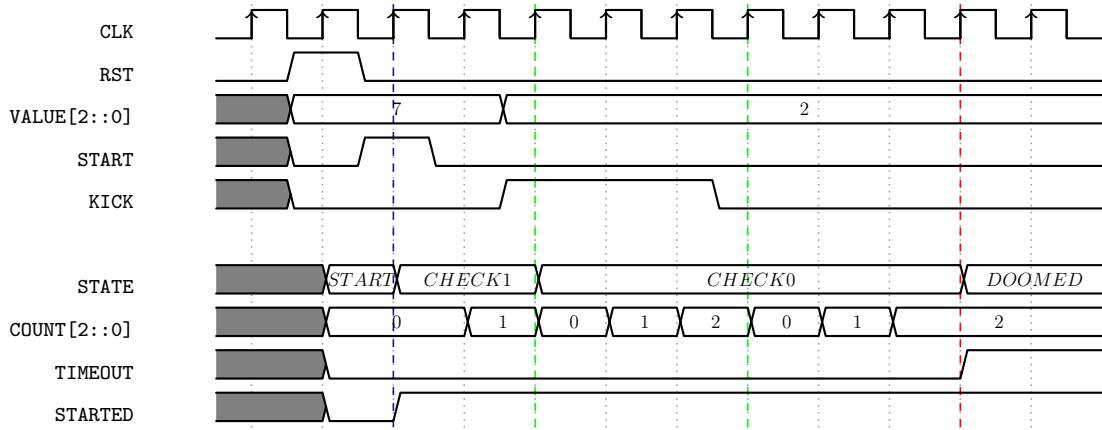 CLK
RST
VALUE[2::0] 7 2
START
KICK
STATE START CHECK1 CHECK0 DOOMED
COUNT[2::0] 0 1 0 1 2 0 1 2
TIMEOUT
STARTED